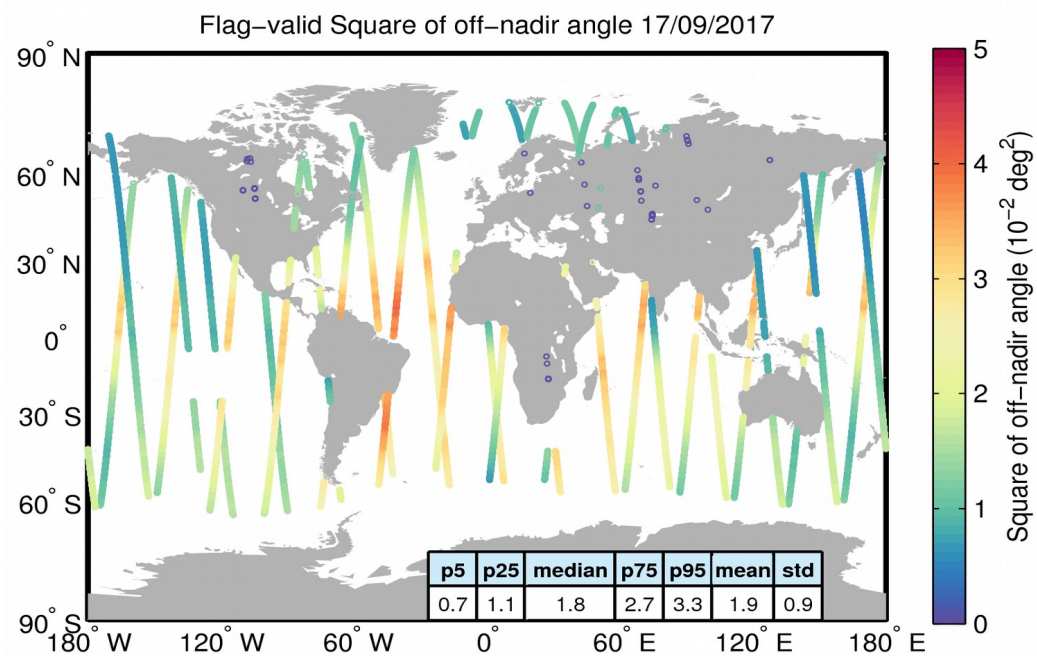 Flag-valid Square of off-nadir angle 17/09/2017
90° N
60° N
30° N
0°
30° S
60° S
90° S
180° W
120° W
60° W
0°
60° E
120° E
180° E
p5 p25 median p75 p95 mean std
0.7 1.1 1.8 2.7 3.3 1.9 0.9
5
4
3
2
1
0
Square of off-nadir angle (10⁻² deg²)